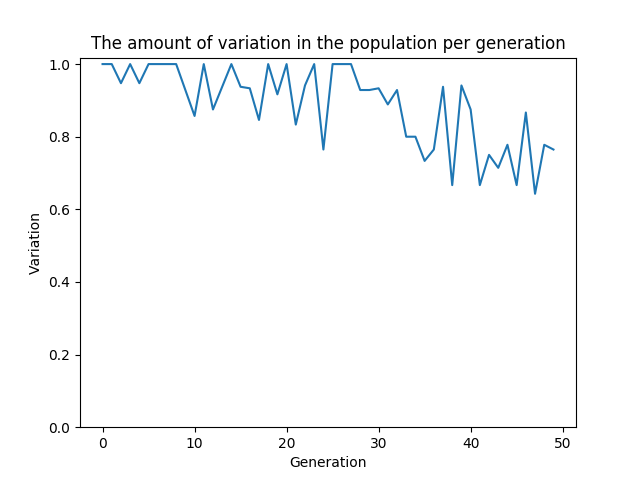 The amount of variation in the population per generation
1.0
0.8
0.6
0.4
0.2
0.0
Variation
0 10 20 30 40 50
Generation